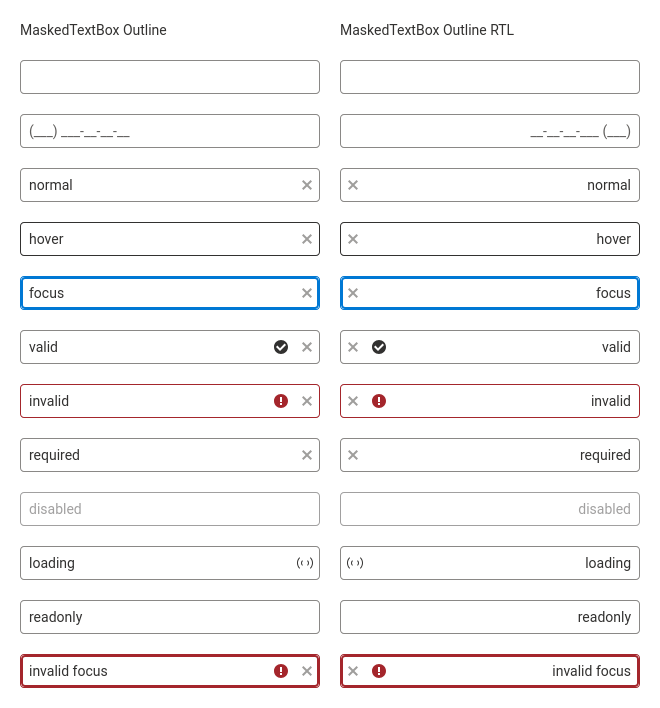 MaskedTextBox Outline
MaskedTextBox Outline RTL
(___) ___-__-__-__
__-__-__-___ (___)
normal
normal
hover
hover
focus
focus
valid
valid
invalid
invalid
required
required
disabled
disabled
loading
loading
readonly
readonly
invalid focus
invalid focus